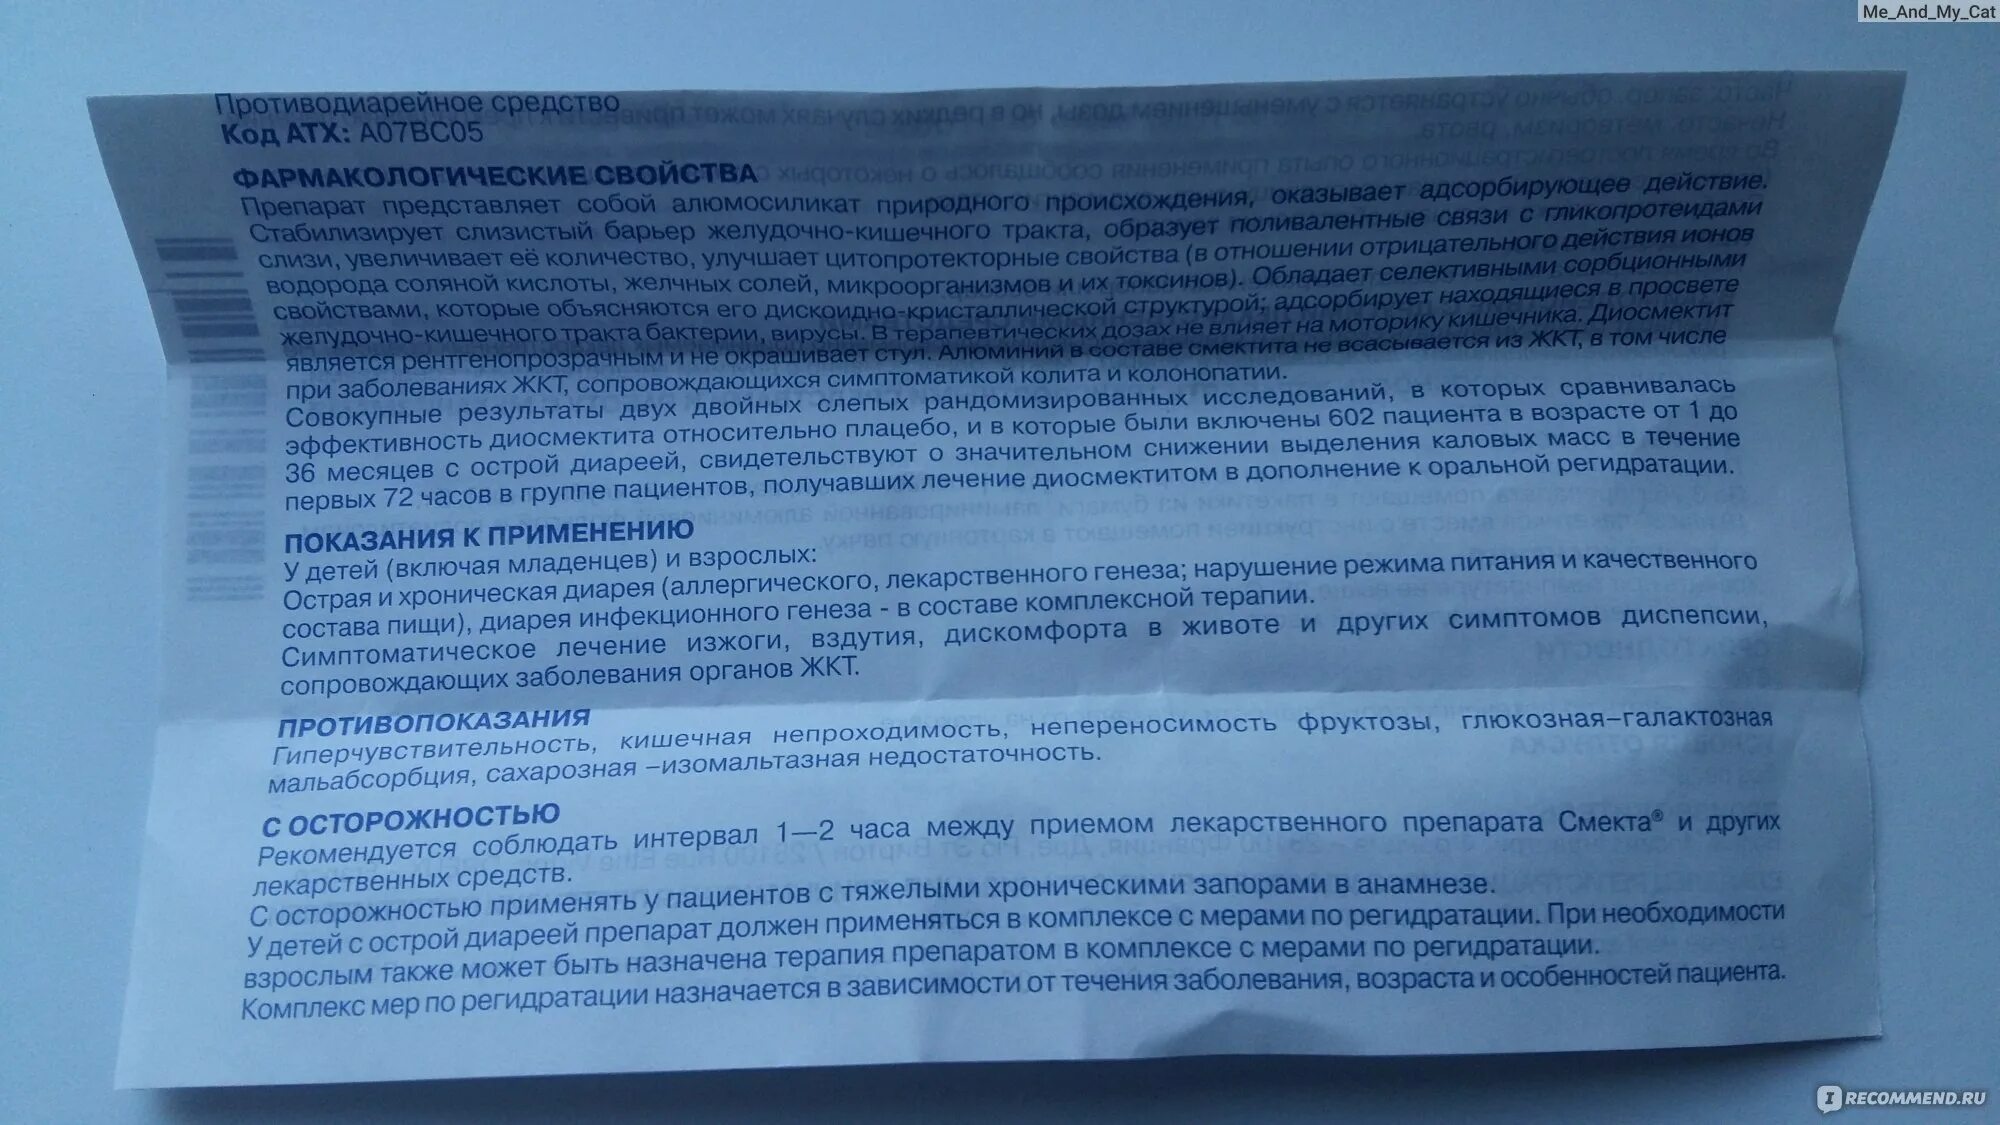 Me_And_My_Cat
Противодиарейное средство
Код АТХ: A07BC05
ФАРМАКОЛОГИЧЕСКИЕ СВОЙСТВА
Препарат представляет собой алюмосиликат природного происхождения, оказывает адсорбирующее действие.
Стабилизирует слизистый барьер желудочно-кишечного тракта, образует поливалентные связи с гликопротеидами
слизи, увеличивает её количество, улучшает цитопротекторные свойства (в отношении отрицательного действия ионов
водорода соляной кислоты, желчных солей, микроорганизмов и их токсинов). Обладает селективными сорбционными
свойствами, которые объясняются его дискоидно-кристаллической структурой; адсорбирует находящиеся в просвете
желудочно-кишечного тракта бактерии, вирусы. В терапевтических дозах не влияет на моторику кишечника. Диосмектит
является рентгенопрозрачным и не окрашивает стул. Алюминий в составе смектита не всасывается из ЖКТ, в том числе
при заболеваниях ЖКТ, сопровождающихся симптоматикой колита и колонопатии.
Совокупные результаты двух двойных слепых рандомизированных исследований, в которых сравнивалась
эффективность диосмектита относительно плацебо, и в которые были включены 602 пациента в возрасте от 1 до
36 месяцев с острой диареей, свидетельствуют о значительном снижении выделения каловых масс в течение
первых 72 часов в группе пациентов, получавших лечение диосмектитом в дополнение к оральной регидратации.
ПОКАЗАНИЯ К ПРИМЕНЕНИЮ
У детей (включая младенцев) и взрослых:
Острая и хроническая диарея (аллергического, лекарственного генеза; нарушение режима питания и качественного
состава пищи), диарея инфекционного генеза - в составе комплексной терапии.
Симптоматическое лечение изжоги, вздутия, дискомфорта в животе и других симптомов диспепсии,
сопровождающих заболевания органов ЖКТ.
ПРОТИВОПОКАЗАНИЯ
Гиперчувствительность, кишечная непроходимость, непереносимость фруктозы, глюкозная–галактозная
мальабсорбция, сахарозная –изомальтазная недостаточность.
С ОСТОРОЖНОСТЬЮ
Рекомендуется соблюдать интервал 1—2 часа между приемом лекарственного препарата Смекта® и других
лекарственных средств.
С осторожностью применять у пациентов с тяжелыми хроническими запорами в анамнезе.
У детей с острой диареей препарат должен применяться в комплексе с мерами по регидратации. При необходимости
взрослым также может быть назначена терапия препаратом в комплексе с мерами по регидратации.
Комплекс мер по регидратации назначается в зависимости от течения заболевания, возраста и особенностей пациента.
IRECOMMEND.RU